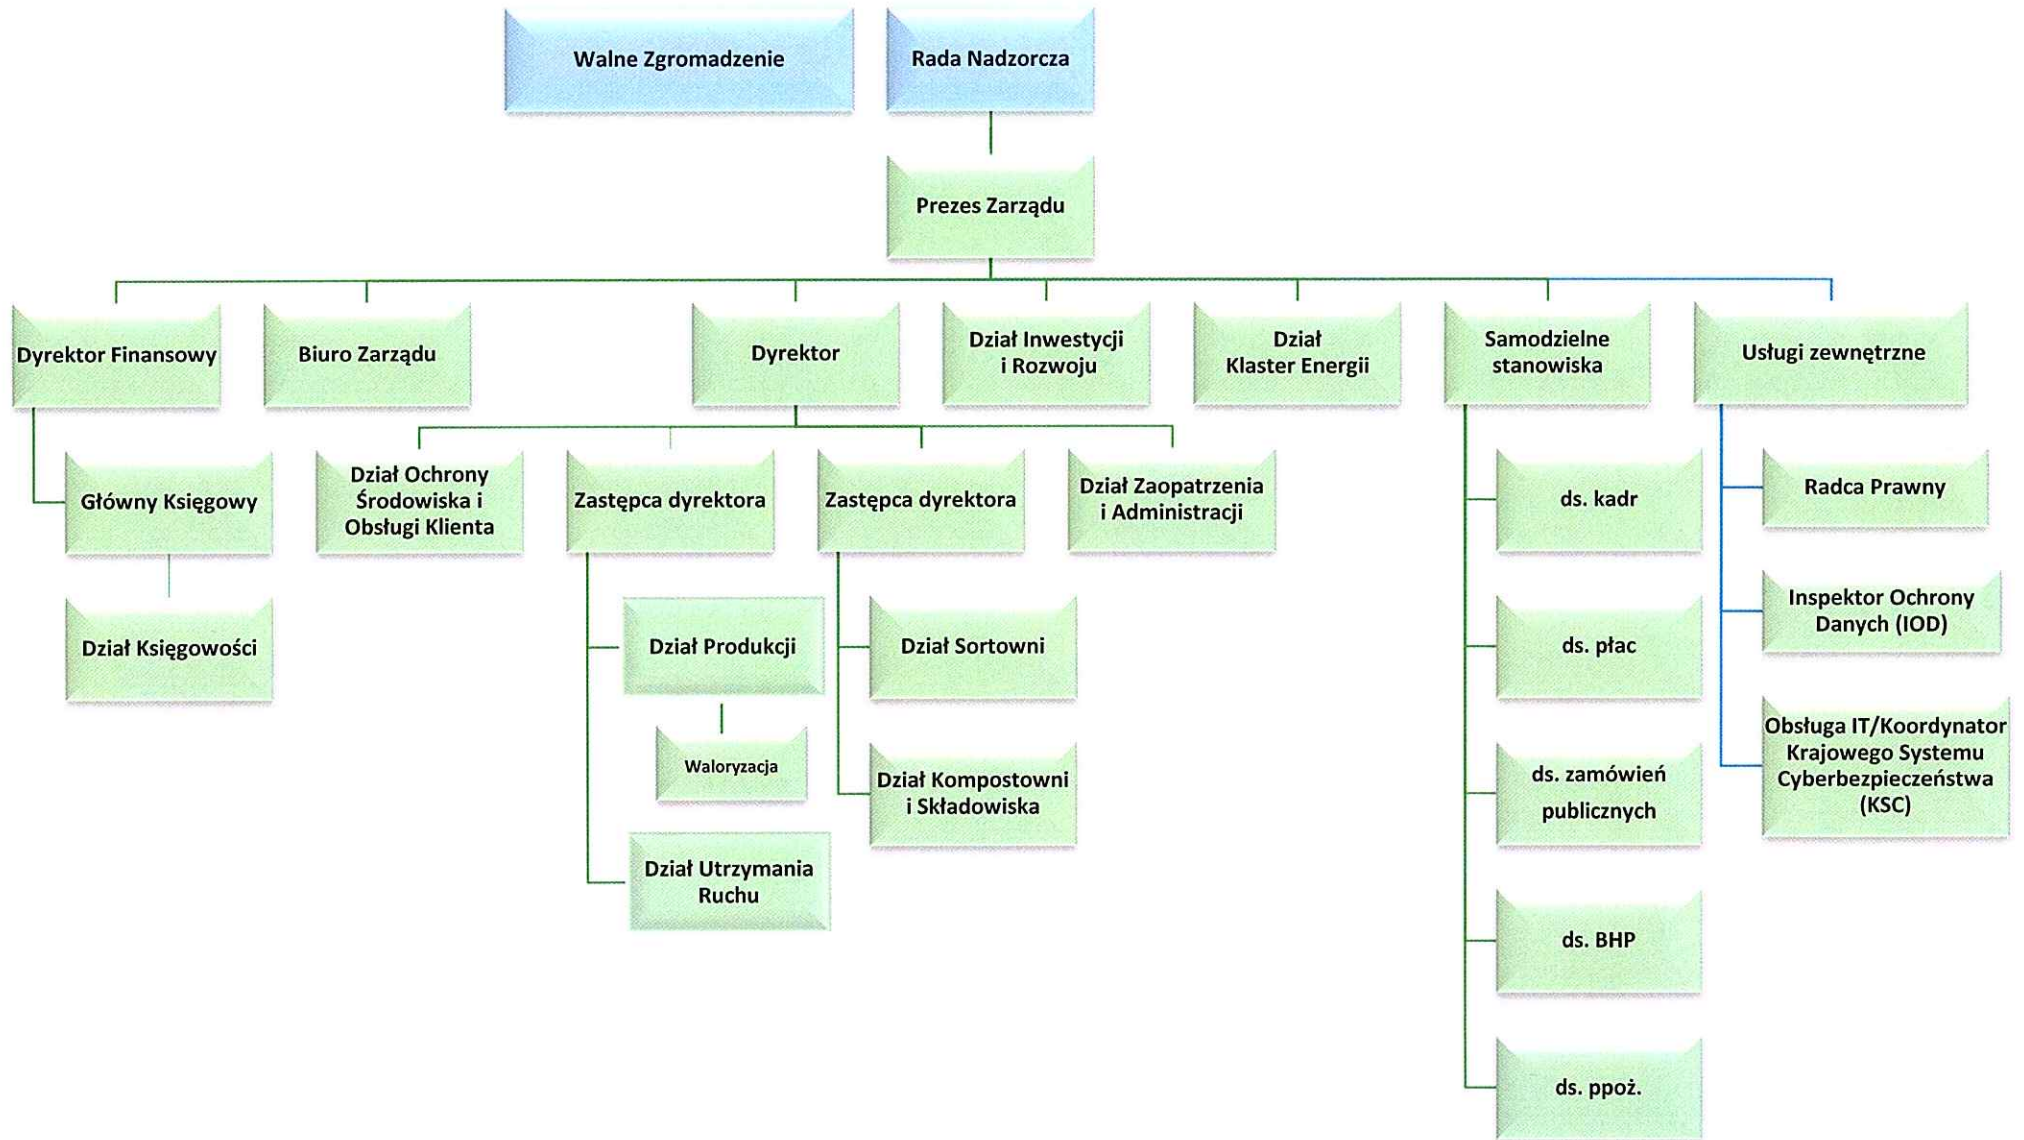 Walne Zgromadzenie
Rada Nadzorcza
Prezes Zarządu
Dyrektor Finansowy
Biuro Zarządu
Dyrektor
Dział Inwestycji
i Rozwoju
Dział
Klaster Energii
Samodzielne
stanowiska
Usługi zewnętrzne
Główny Księgowy
Dział Ochrony
Środowiska i
Obsługi Klienta
Zastępca dyrektora
Zastępca dyrektora
Dział Zaopatrzenia
i Administracji
ds. kadr
Radca Prawny
Dział Księgowości
Dział Produkcji
Dział Sortowni
ds. płac
Inspektor Ochrony
Danych (IOD)
Waloryzacja
Dział Kompostowni
i Składowiska
ds. zamówień
publicznych
Obsługa IT/Koordynator
Krajowego Systemu
Cyberbezpieczeństwa
(KSC)
Dział Utrzymania
Ruchu
ds. BHP
ds. ppoż.